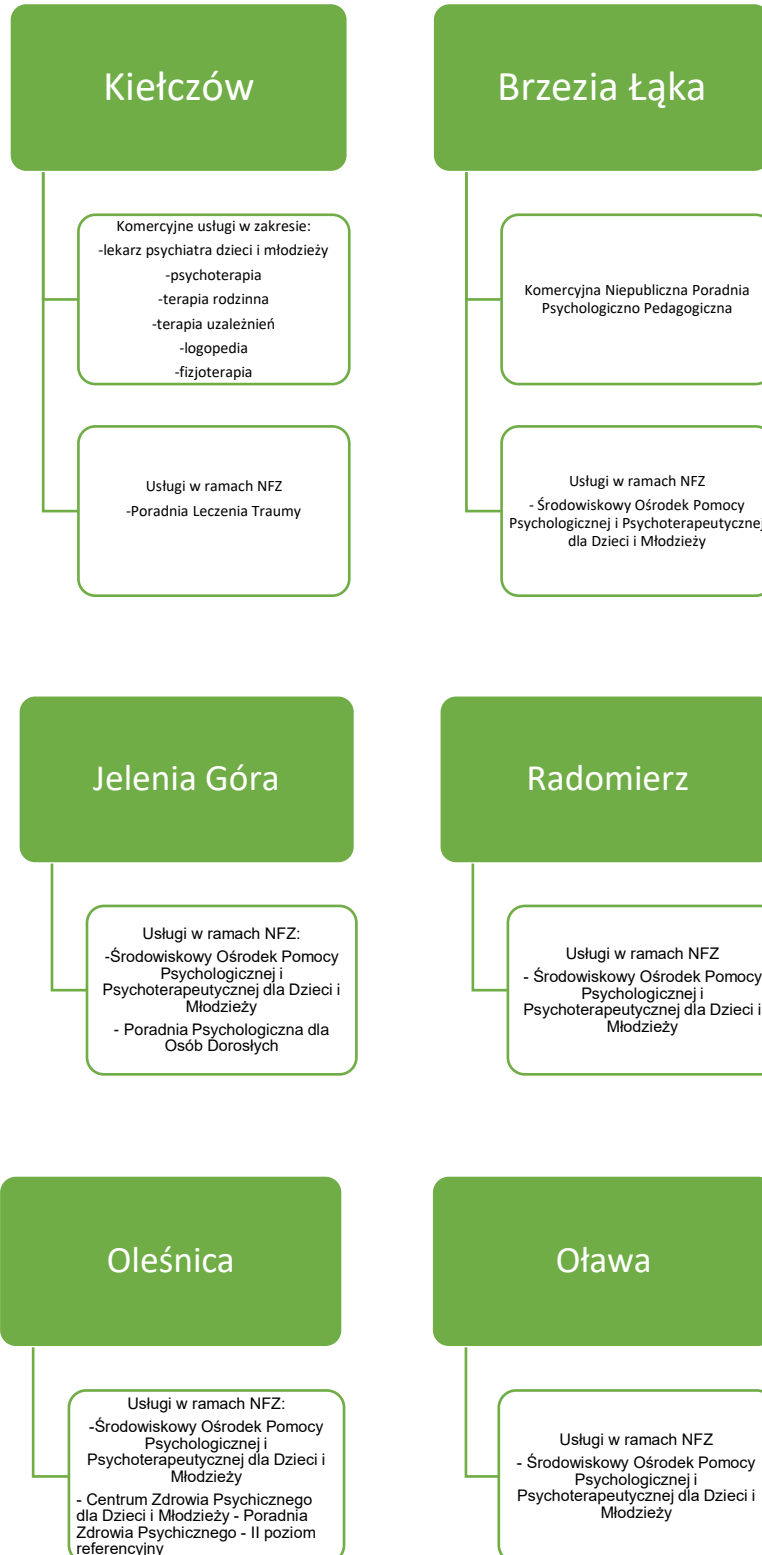 Kiełczów
Komercyjne usługi w zakresie:
-lekarz psychiatra dzieci i młodzieży
-psychoterapia
-terapia rodzinna
-terapia uzależnień
-logopedia
-fizjoterapia
Usługi w ramach NFZ
-Poradnia Leczenia Traumy
Brzezia Łąka
Komercyjna Niepubliczna Poradnia
Psychologiczno Pedagogiczna
Usługi w ramach NFZ
- Środowiskowy Ośrodek Pomocy
Psychologicznej i Psychoterapeutycznej
dla Dzieci i Młodzieży
Jelenia Góra
Usługi w ramach NFZ:
-Środowiskowy Ośrodek Pomocy
Psychologicznej i
Psychoterapeutycznej dla Dzieci i
Młodzieży
- Poradnia Psychologiczna dla
Osób Dorosłych
Radomierz
Usługi w ramach NFZ
- Środowiskowy Ośrodek Pomocy
Psychologicznej i
Psychoterapeutycznej dla Dzieci i
Młodzieży
Oleśnica
Usługi w ramach NFZ:
-Środowiskowy Ośrodek Pomocy
Psychologicznej i
Psychoterapeutycznej dla Dzieci i
Młodzieży
- Centrum Zdrowia Psychicznego
dla Dzieci i Młodzieży - Poradnia
Zdrowia Psychicznego - II poziom
referencyjny
Oława
Usługi w ramach NFZ
- Środowiskowy Ośrodek Pomocy
Psychologicznej i
Psychoterapeutycznej dla Dzieci i
Młodzieży